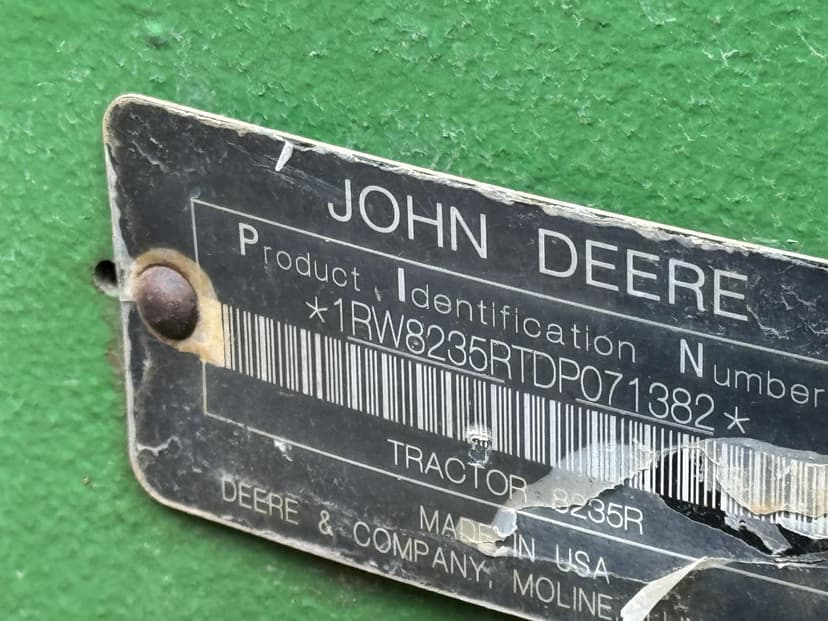 JOHN DEERE
Product Identification Number
*1RW8235RTDP071382*
TRACTOR 8235R
MADE IN USA
DEERE & COMPANY, MOLINE,